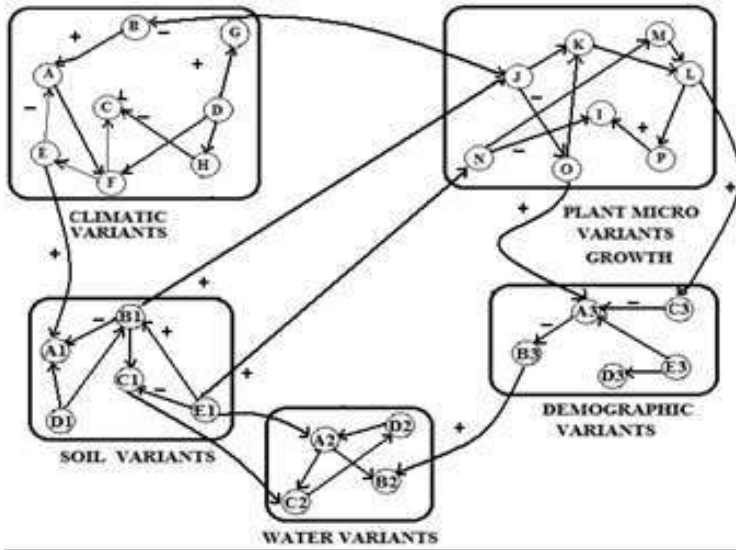 B
G
K
M
+
−
A
+
J
L
−
C
D
−
I
−
E
H
N
−
+
P
F
O
CLIMATIC
VARIANTS
+
PLANT MICRO
VARIANTS
GROWTH
+
+
+
B1
−
+
A3
−
C3
A1
−
B3
C1
−
+
D3
E3
D1
E1
A2
D2
+
DEMOGRAPHIC
VARIANTS
SOIL VARIANTS
B2
C2
WATER VARIANTS